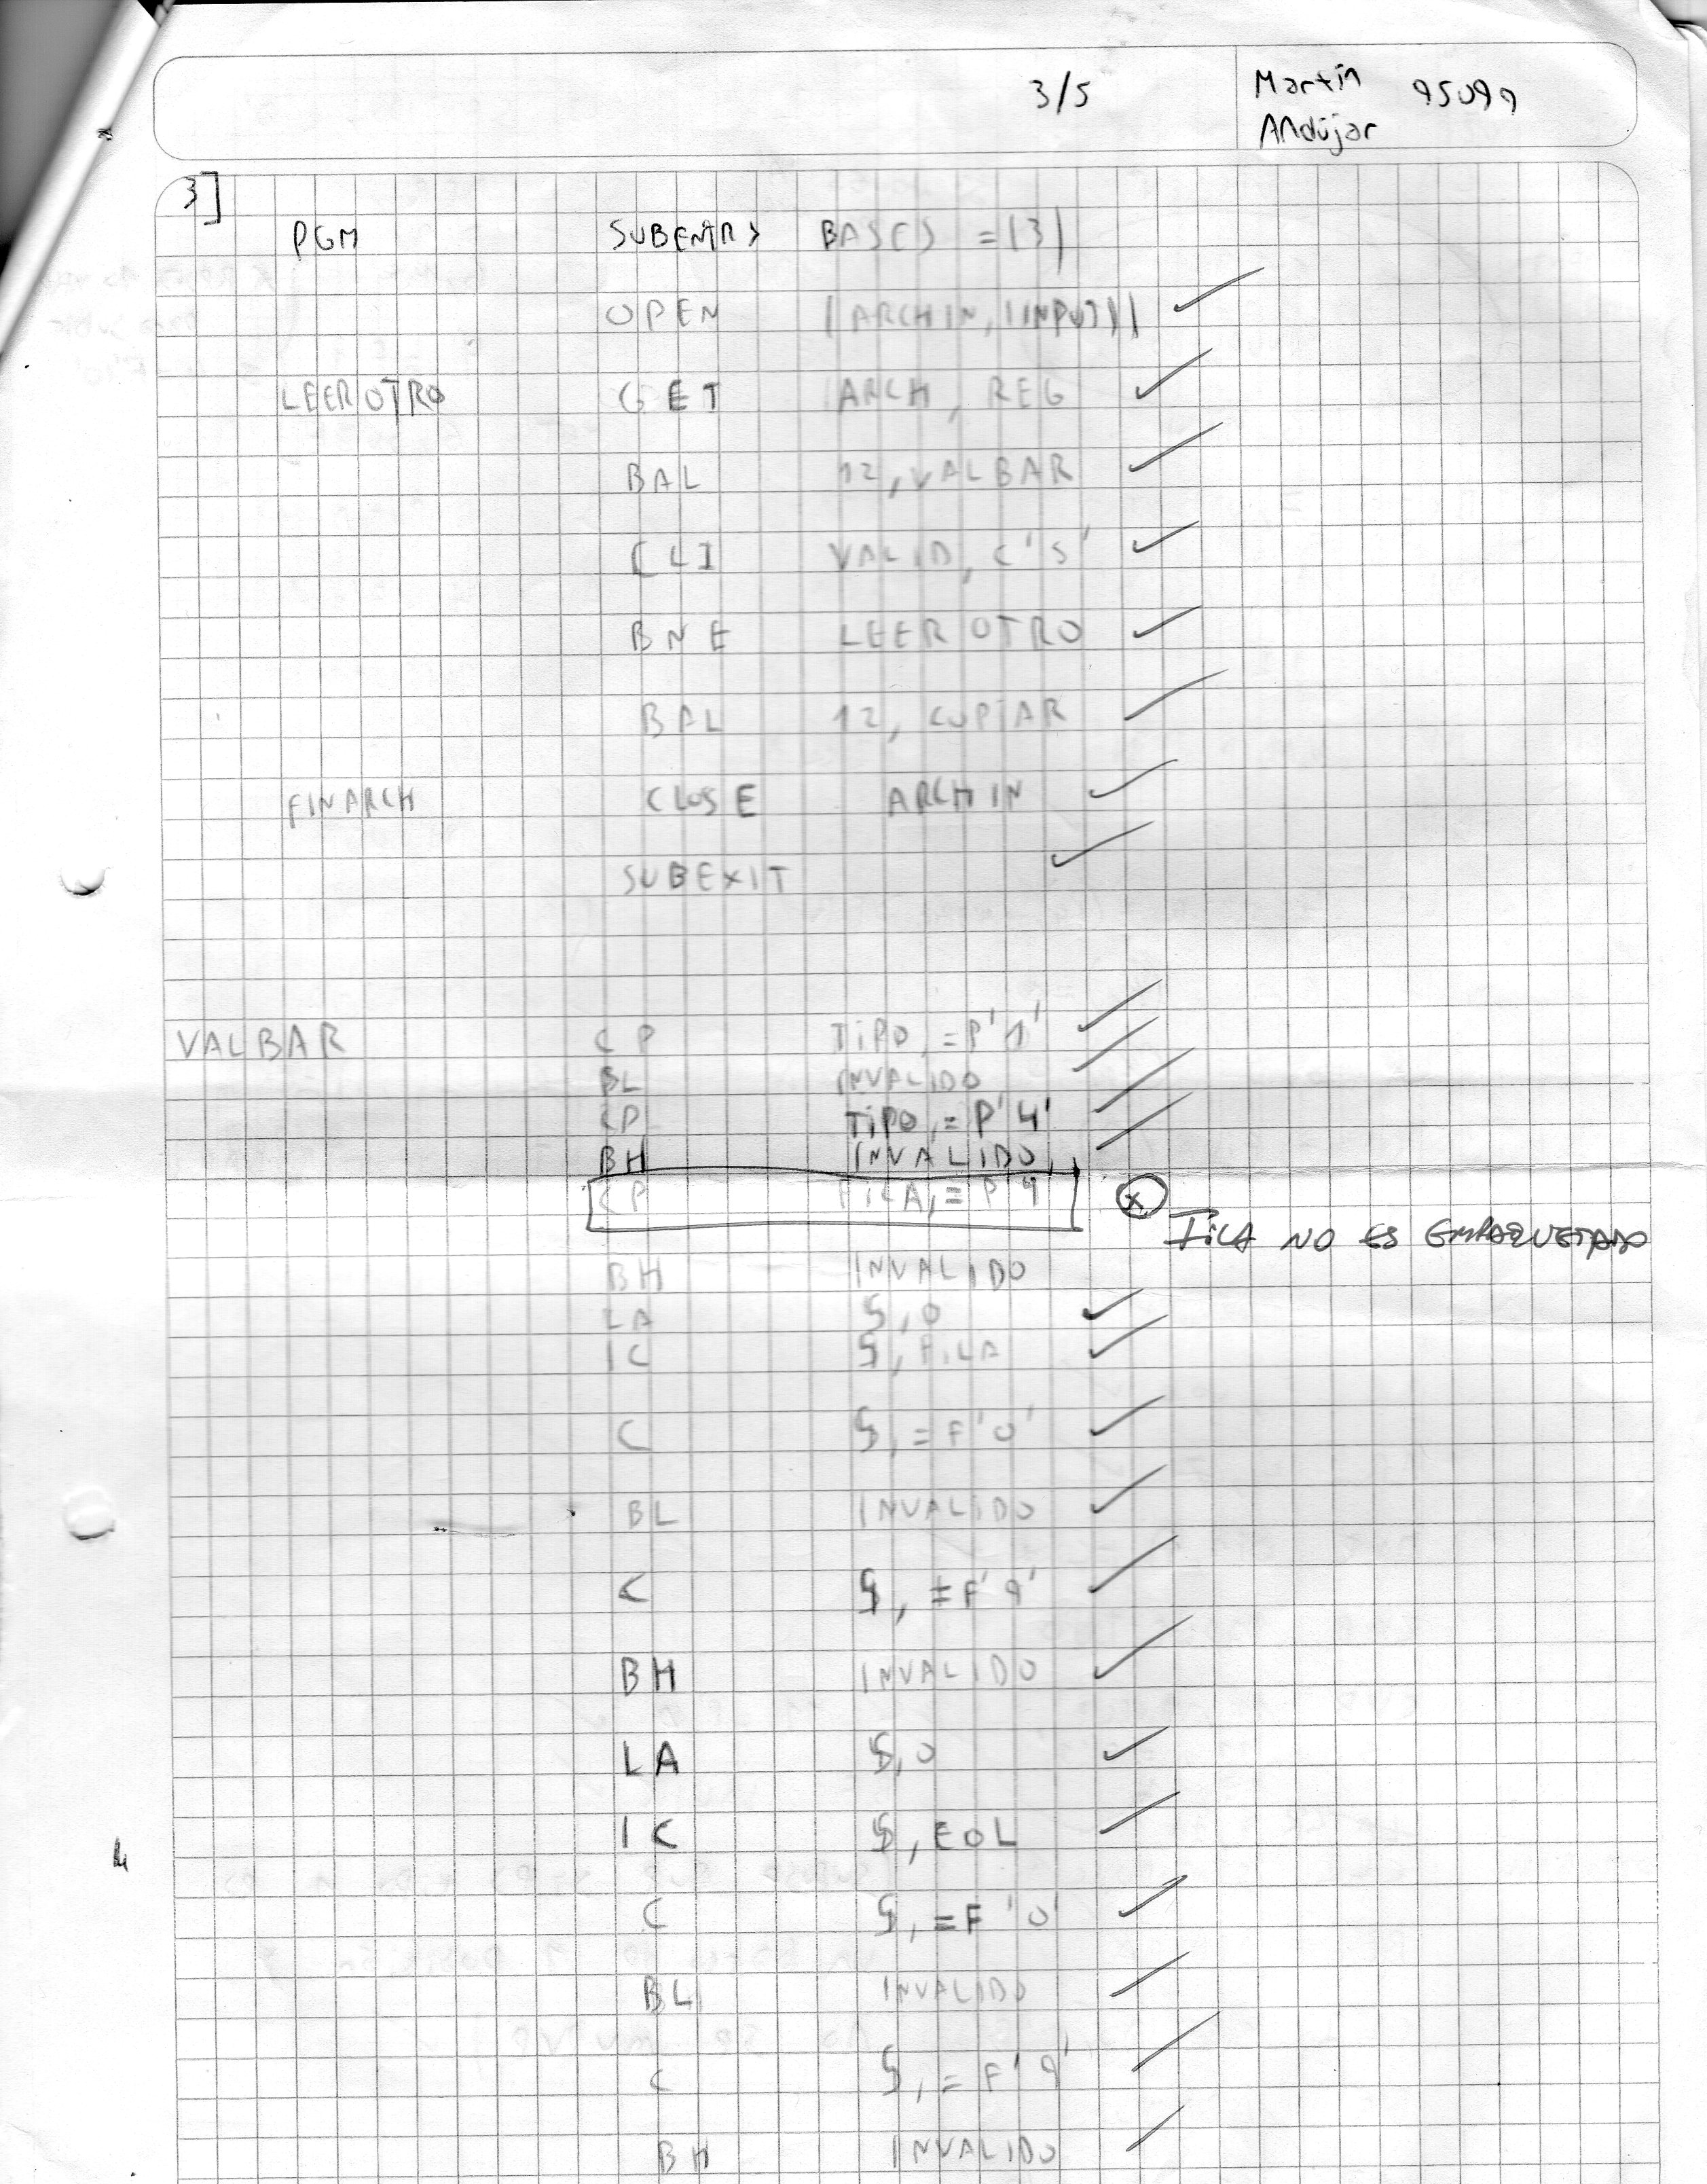 3/5 Martín 95099
Andújar
3]
PGM SUBENTRY BASES =(3)
OPEN (ARCHIN,(INPUT))
LEEROTRO GET ARCH, REG
BAL 12,VALBAR
CLI VALID, C'S'
BNE LEEROTRO
BAL 12, COPIAR
FINARCH CLOSE ARCHIN
SUBEXIT
VALBAR CP TIPO,=P'1'
BL INVALIDO
CP TIPO,=P'4'
BH INVALIDO
CP FILA,=P'9
FILA NO ES EMPAQUETADO
BH INVALIDO
LA 5,0
IC 5,FILA
C 5,=F'0'
BL INVALIDO
C 5,=F'9'
BH INVALIDO
LA 5,0
IC 5,EOL
C 5,=F'0'
BL INVALIDO
C 5,=F'9'
BH INVALIDO